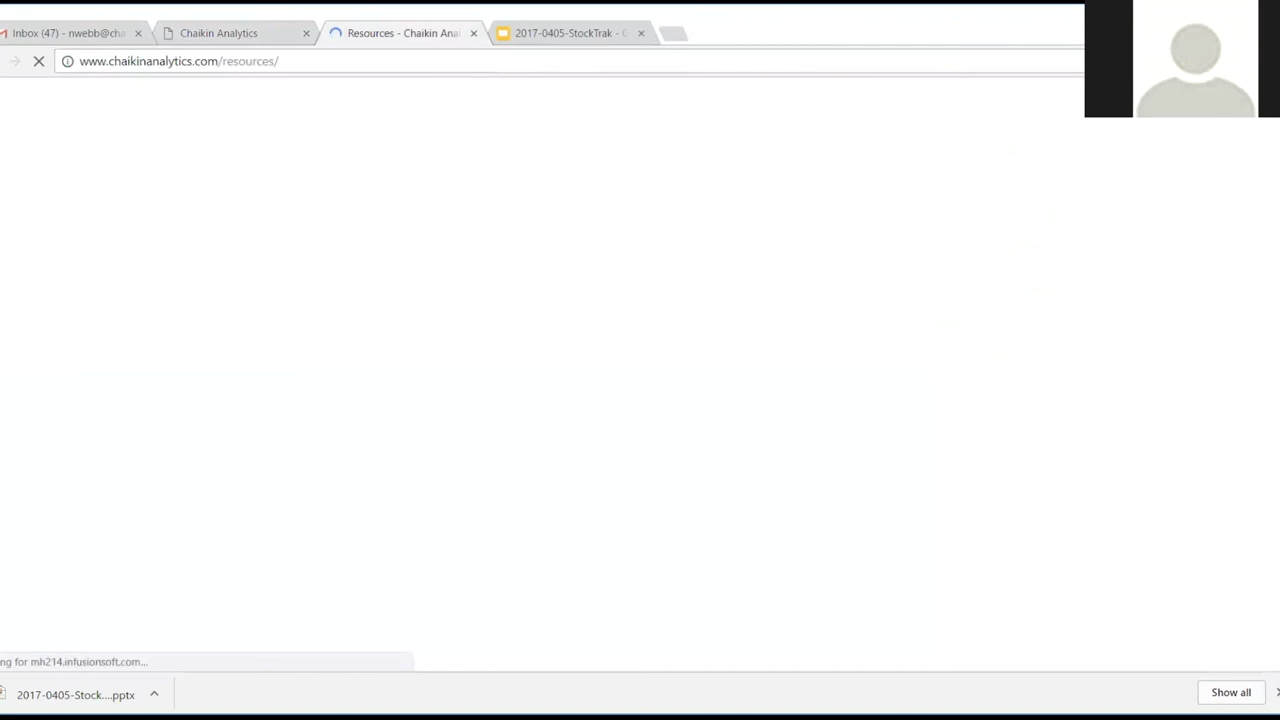 Inbox (47) - nwebb@cha
Chaikin Analytics
Resources - Chaikin Anal
2017-0405-StockTrak - G
www.chaikinanalytics.com/resources/
ng for mh214.infusionsoft.com...
2017-0405-Stock....pptx
Show all